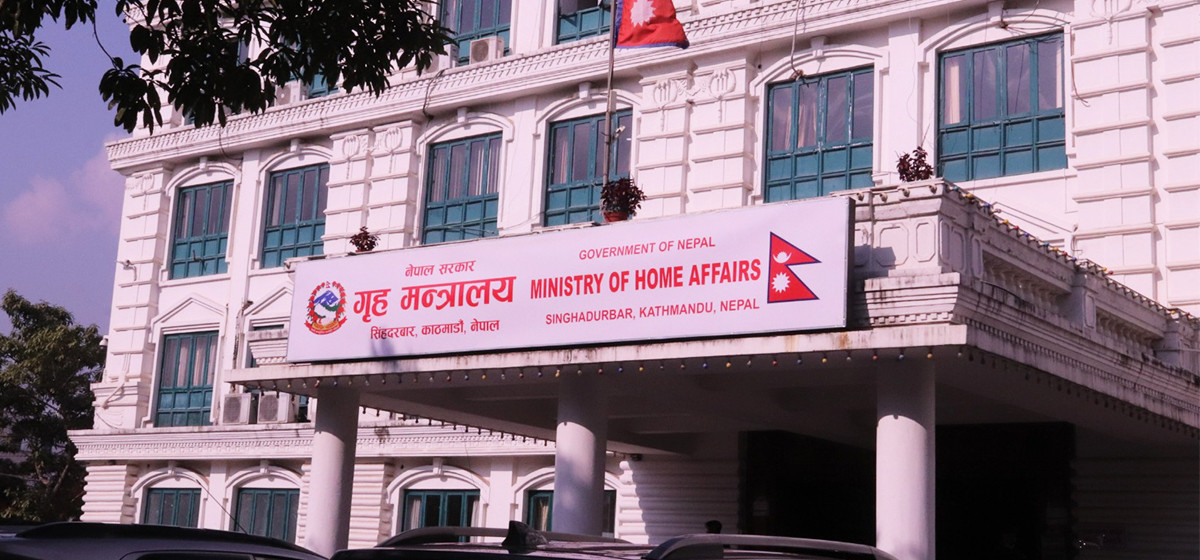 नेपाल सरकार
गृह मन्त्रालय
सिंहदरबार, काठमाडौं, नेपाल
GOVERNMENT OF NEPAL
MINISTRY OF HOME AFFAIRS
SINGHADURBAR, KATHMANDU, NEPAL